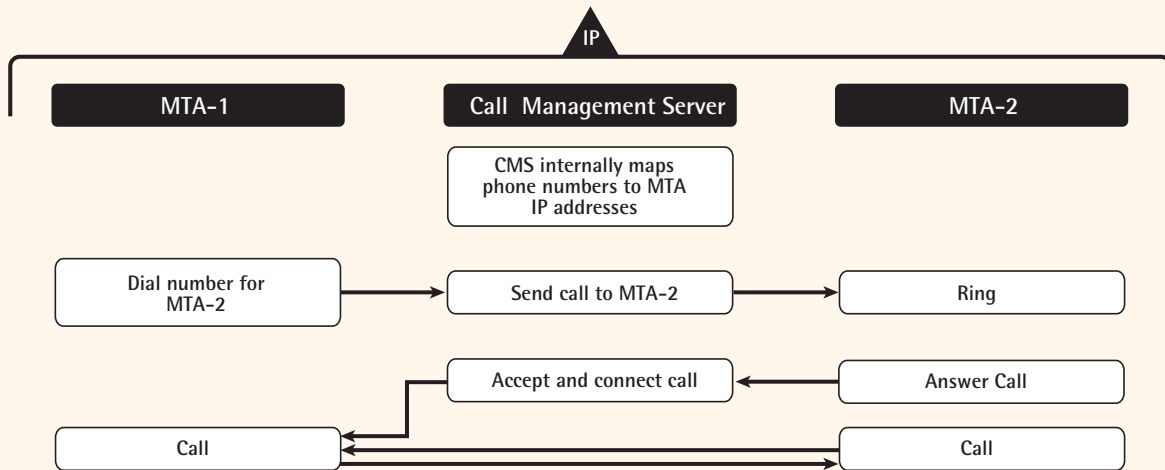 IP
MTA-1
Call Management Server
MTA-2
CMS internally maps
phone numbers to MTA
IP addresses
Dial number for
MTA-2
Send call to MTA-2
Ring
Accept and connect call
Answer Call
Call
Call